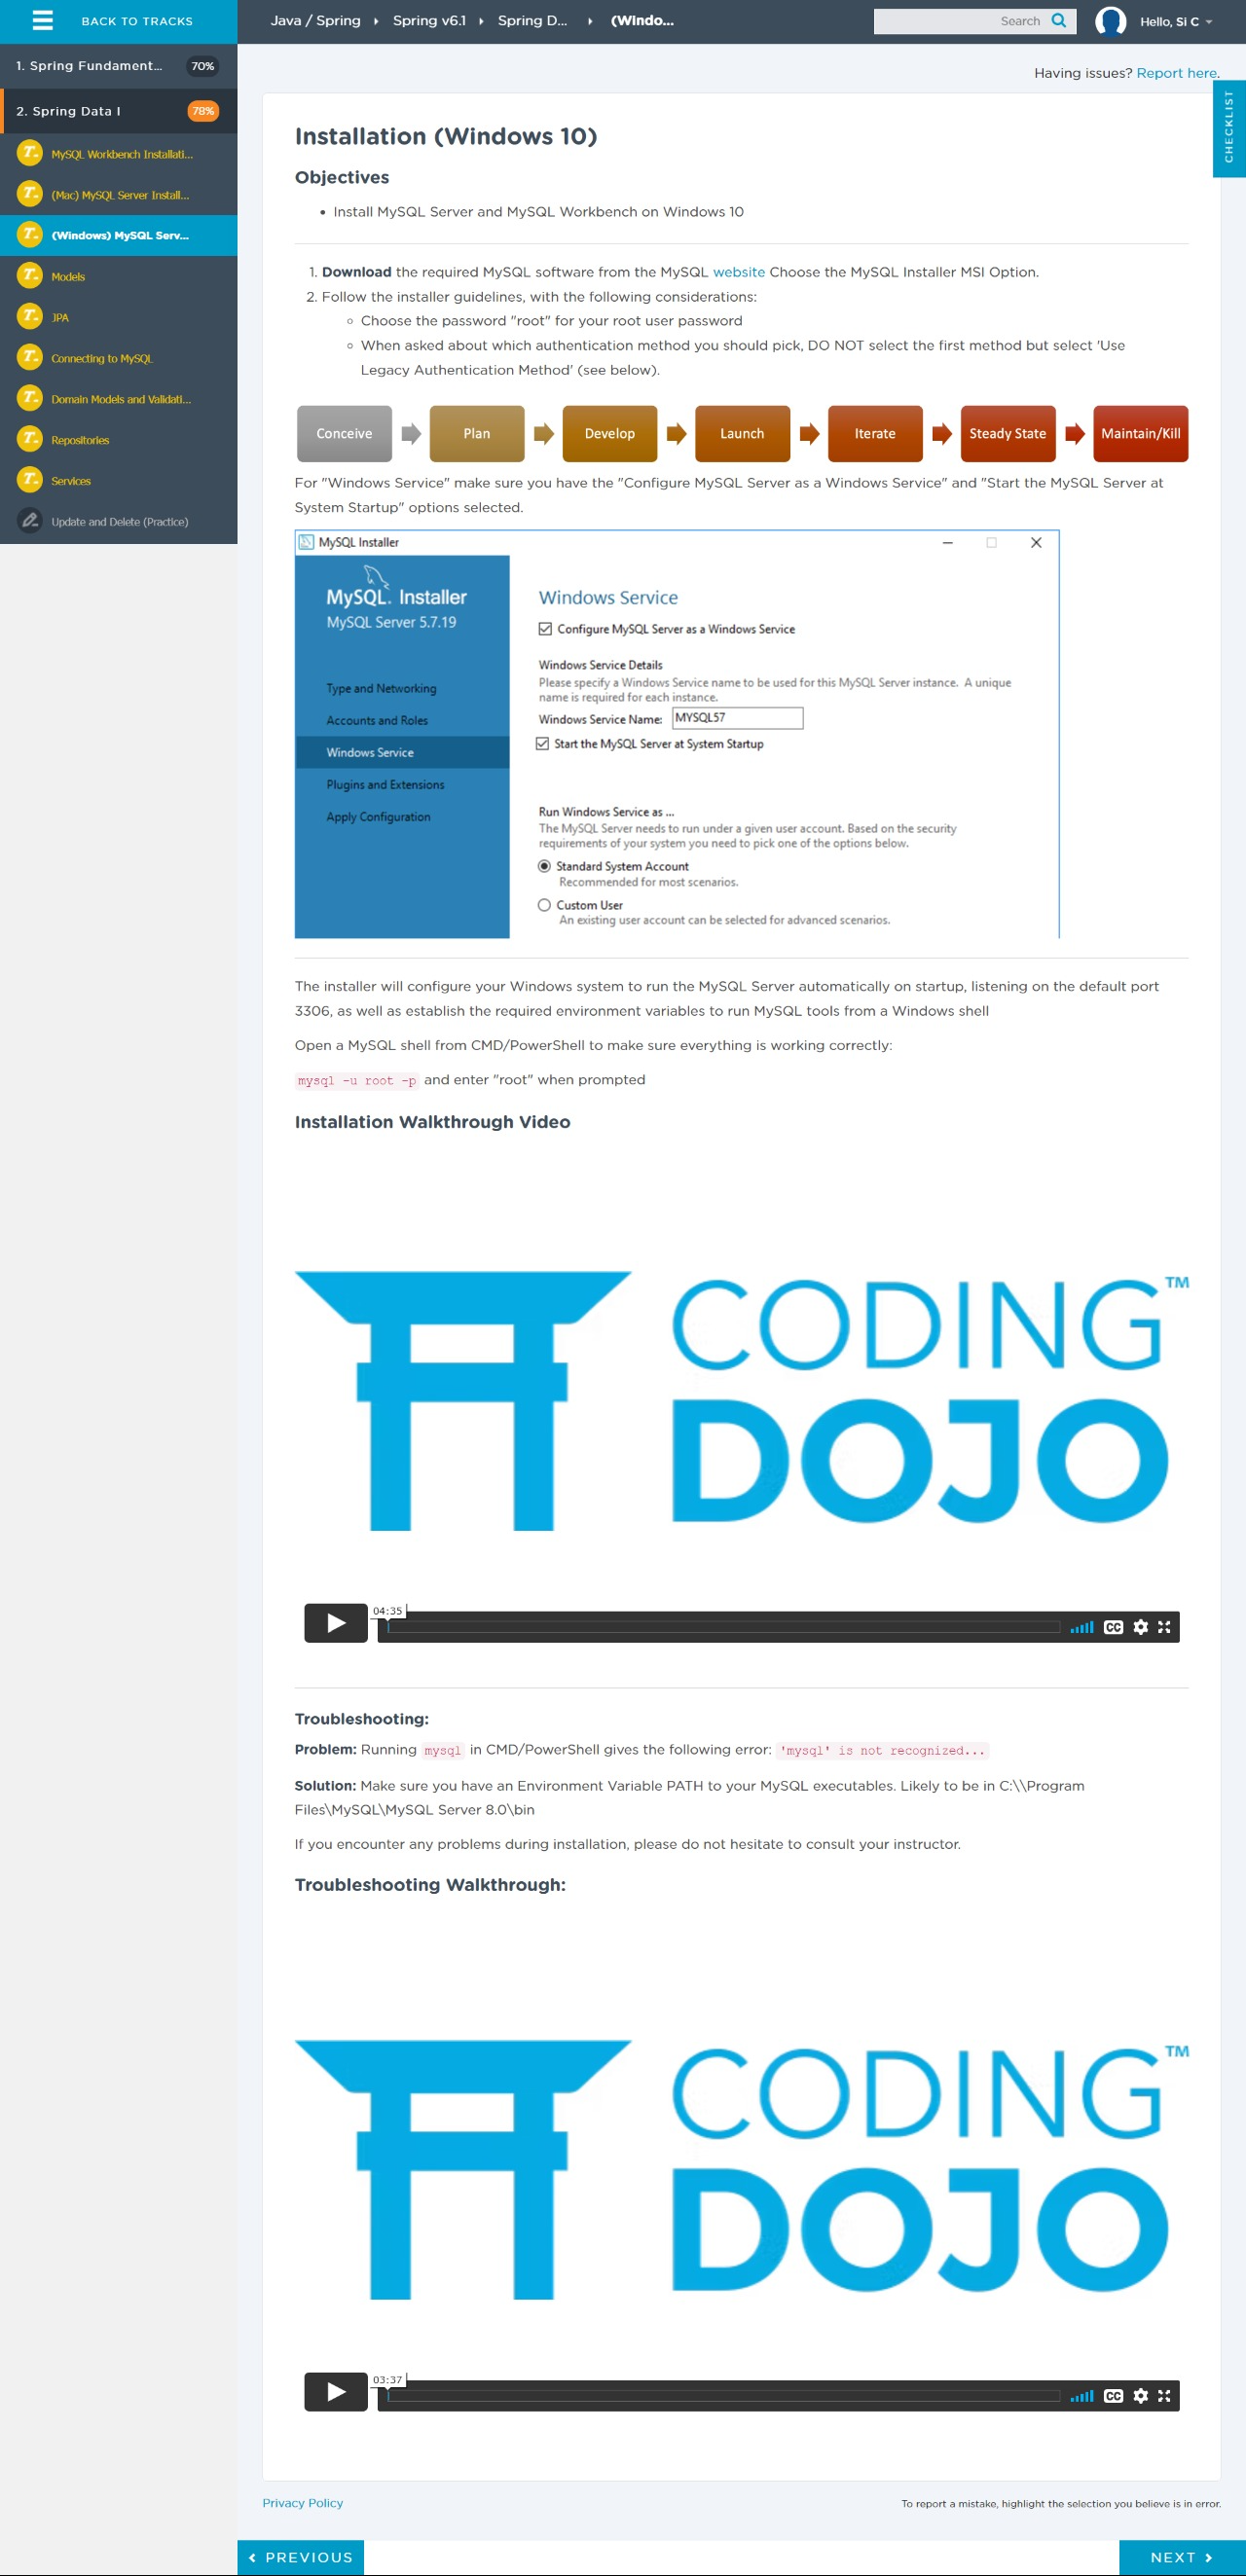 BACK TO TRACKS
Java / Spring Spring v6.1 Spring D... (Windo...
Search
Hello, Si C
1. Spring Fundament... 70%
2. Spring Data I 78%
T. MySQL Workbench Installati...
T. (Mac) MySQL Server Install...
T. (Windows) MySQL Serv...
T. Models
T. JPA
T. Connecting to MySQL
T. Domain Models and Validati...
T. Repositories
T. Services
Update and Delete (Practice)
Having issues? Report here.
CHECKLIST
Installation (Windows 10)
Objectives
• Install MySQL Server and MySQL Workbench on Windows 10
1. Download the required MySQL software from the MySQL website Choose the MySQL Installer MSI Option.
2. Follow the installer guidelines, with the following considerations:
Choose the password "root" for your root user password
When asked about which authentication method you should pick, DO NOT select the first method but select 'Use
Legacy Authentication Method' (see below).
Conceive Plan Develop Launch Iterate Steady State Maintain/Kill
For "Windows Service" make sure you have the "Configure MySQL Server as a Windows Service" and "Start the MySQL Server at
System Startup" options selected.
MySQL Installer
MySQL. Installer
MySQL Server 5.7.19
Type and Networking
Accounts and Roles
Windows Service
Plugins and Extensions
Apply Configuration
Windows Service
Configure MySQL Server as a Windows Service
Windows Service Details
Please specify a Windows Service name to be used for this MySQL Server instance. A unique
name is required for each instance.
Windows Service Name: MYSQL57
Start the MySQL Server at System Startup
Run Windows Service as ...
The MySQL Server needs to run under a given user account. Based on the security
requirements of your system you need to pick one of the options below.
Standard System Account
Recommended for most scenarios.
Custom User
An existing user account can be selected for advanced scenarios.
The installer will configure your Windows system to run the MySQL Server automatically on startup, listening on the default port
3306, as well as establish the required environment variables to run MySQL tools from a Windows shell
Open a MySQL shell from CMD/PowerShell to make sure everything is working correctly:
mysql -u root -p and enter "root" when prompted
Installation Walkthrough Video
CODING™
DOJO
04:35
CC
Troubleshooting:
Problem: Running mysql in CMD/PowerShell gives the following error: 'mysql' is not recognized...
Solution: Make sure you have an Environment Variable PATH to your MySQL executables. Likely to be in C:\\Program
Files\MySQL\MySQL Server 8.0\bin
If you encounter any problems during installation, please do not hesitate to consult your instructor.
Troubleshooting Walkthrough:
CODING™
DOJO
03:37
CC
Privacy Policy
To report a mistake, highlight the selection you believe is in error.
PREVIOUS
NEXT